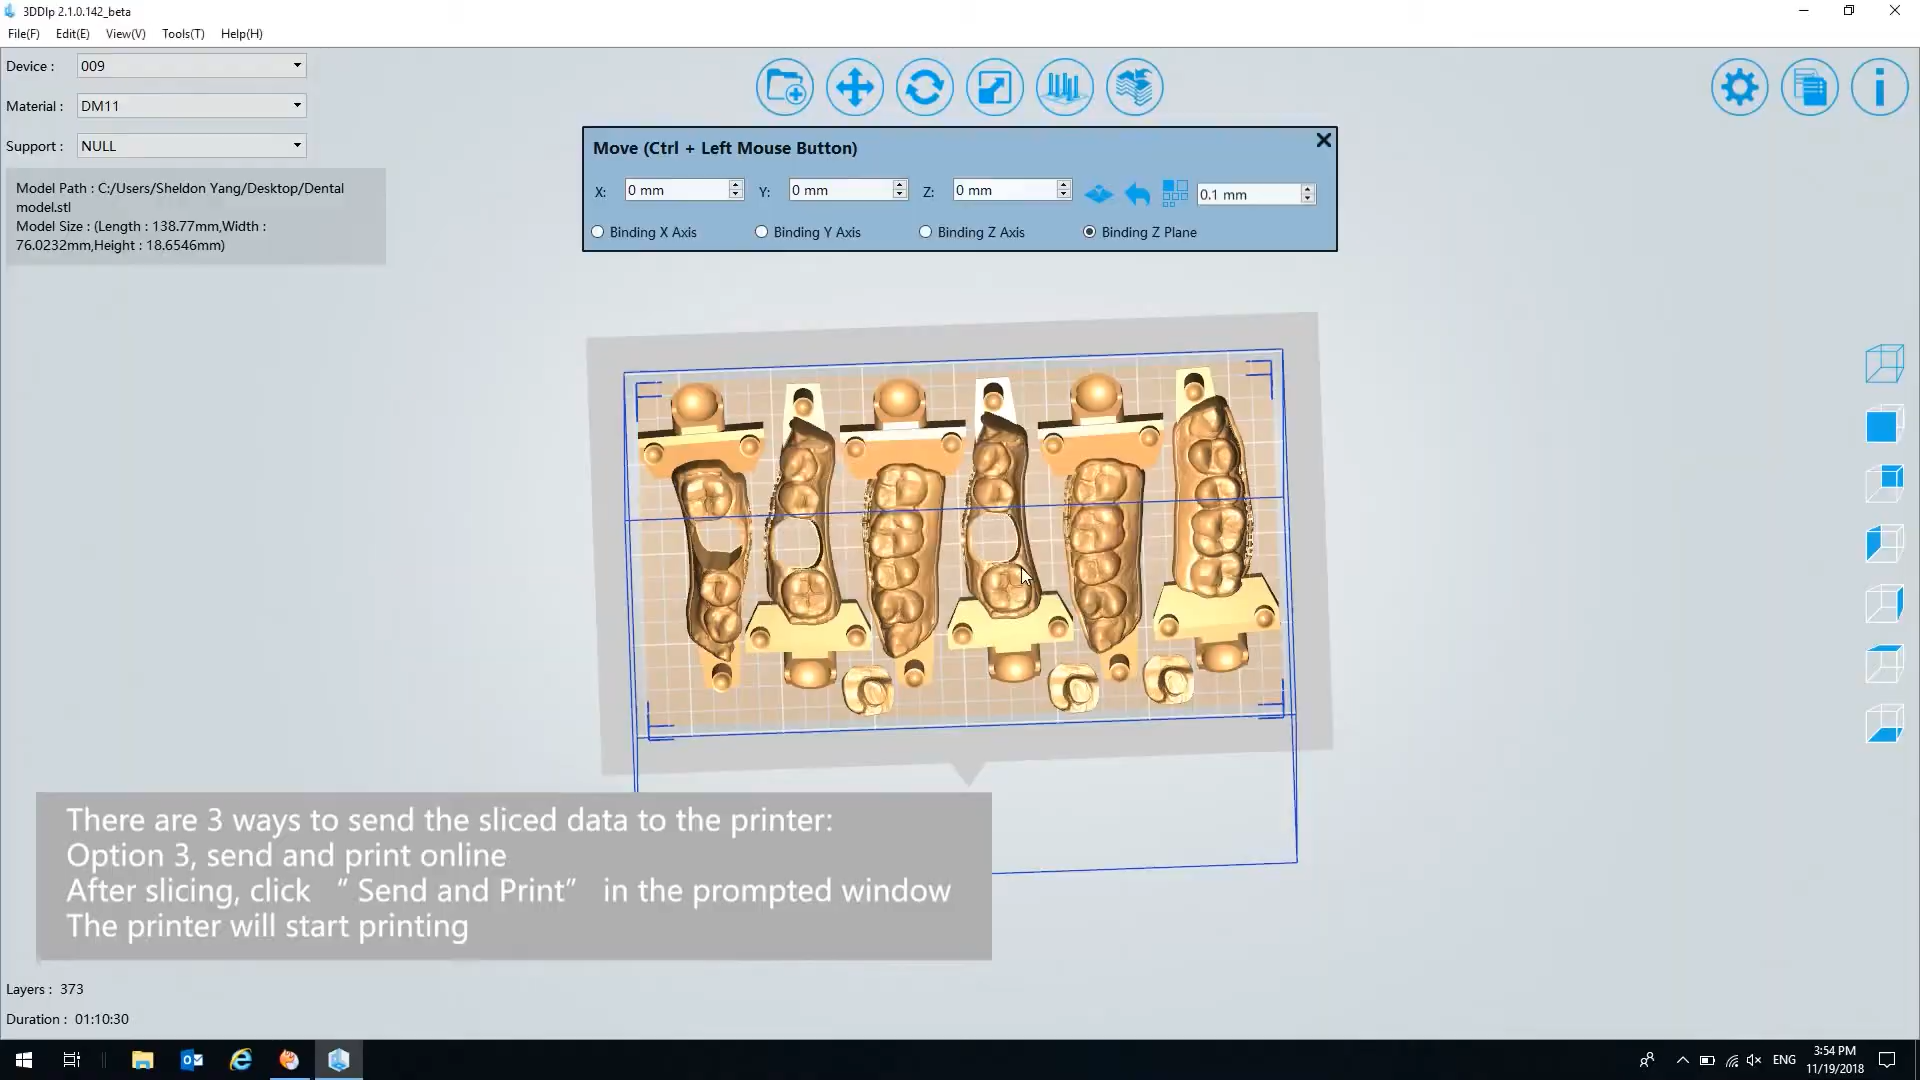 3DDlp 2.1.0.142_beta
File(F) Edit(E) View(V) Tools(T) Help(H)
Device : 009
Material : DM11
Support : NULL
Model Path : C:/Users/Sheldon Yang/Desktop/Dental
model.stl
Model Size : (Length : 138.77mm,Width :
76.0232mm,Height : 18.6546mm)
Move (Ctrl + Left Mouse Button)
X: 0 mm Y: 0 mm Z: 0 mm 0.1 mm
Binding X Axis Binding Y Axis Binding Z Axis Binding Z Plane
There are 3 ways to send the sliced data to the printer:
Option 3, send and print online
After slicing, click “ Send and Print” in the prompted window
The printer will start printing
Layers : 373
Duration : 01:10:30
ENG
3:54 PM
11/19/2018